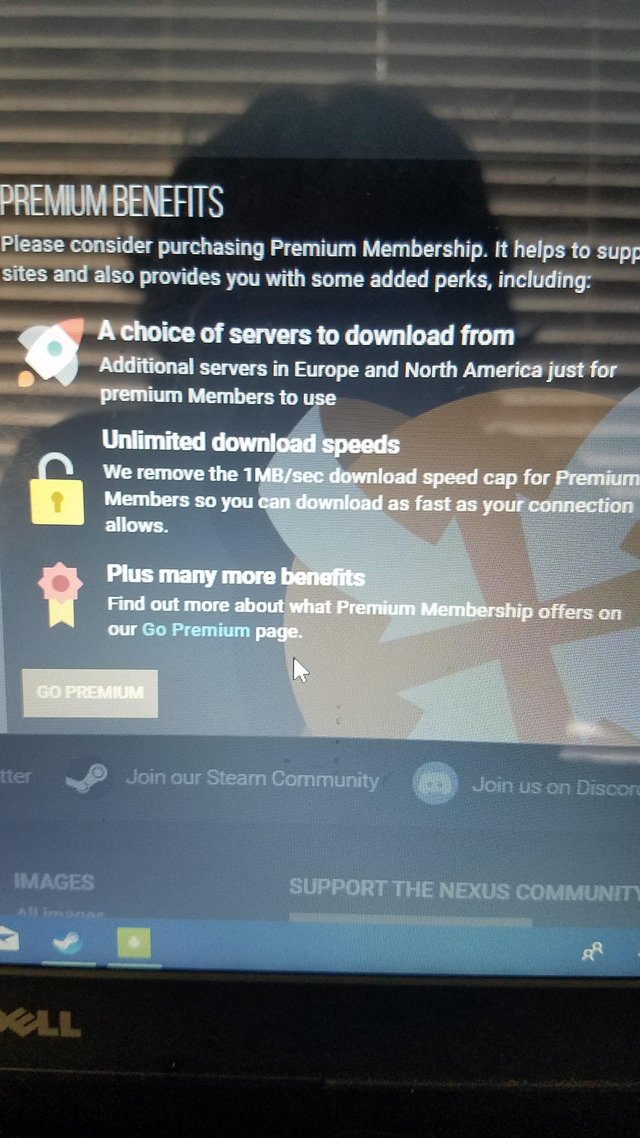 PREMIUM BENEFITS
Please consider purchasing Premium Membership. It helps to supp
sites and also provides you with some added perks, including:
A choice of servers to download from
Additional servers in Europe and North America just for
premium Members to use
Unlimited download speeds
We remove the 1MB/sec download speed cap for Premium
Members so you can download as fast as your connection
allows.
Plus many more benefits
Find out more about what Premium Membership offers on
our Go Premium page.
GO PREMIUM
tter Join our Steam Community Join us on Discor
IMAGES SUPPORT THE NEXUS COMMUNITY
All images
DELL